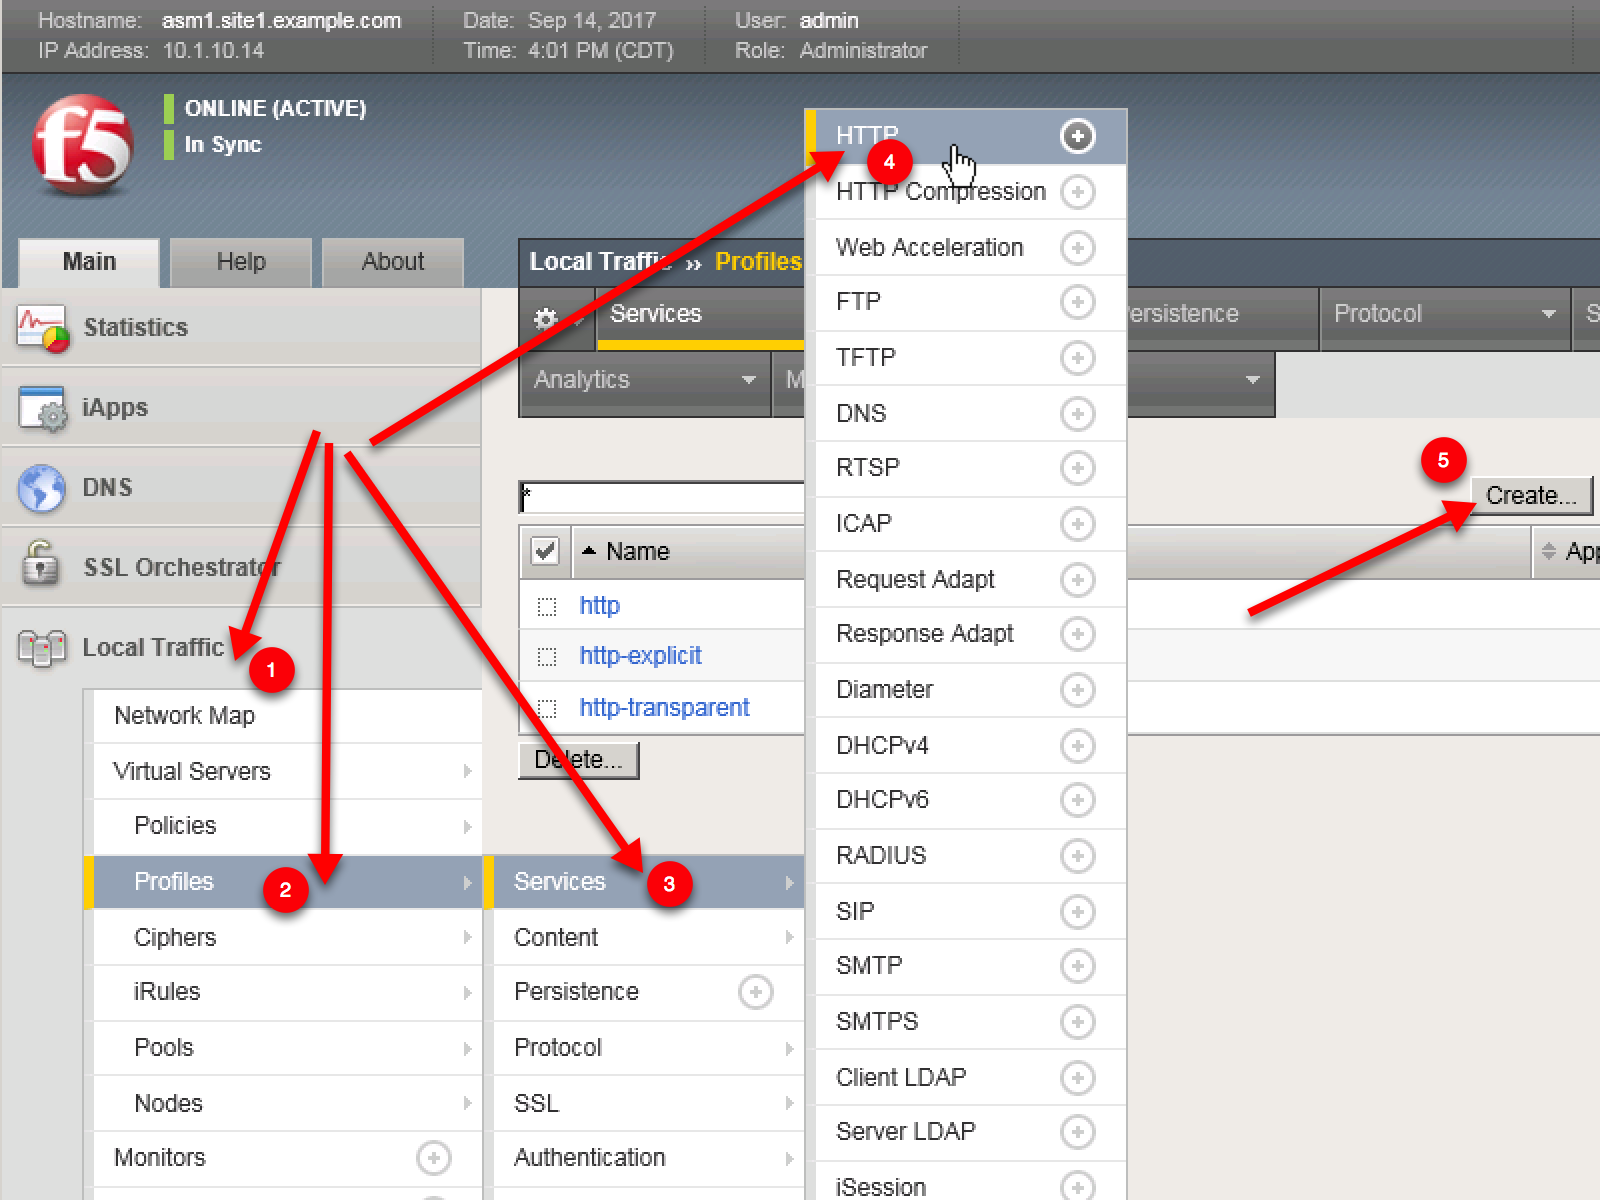 Hostname: asm1.site1.example.com Date: Sep 14, 2017 User: admin
IP Address: 10.1.10.14 Time: 4:01 PM (CDT) Role: Administrator
f5
ONLINE (ACTIVE)
In Sync
Main Help About
Statistics
iApps
DNS
SSL Orchestrator
Local Traffic
1
Network Map
Virtual Servers
Policies
Profiles
2
Ciphers
iRules
Pools
Nodes
Monitors
Services
3
Content
Persistence
Protocol
SSL
Authentication
HTTP
4
HTTP Compression
Web Acceleration
FTP
TFTP
DNS
RTSP
ICAP
Request Adapt
Response Adapt
Diameter
DHCPv4
DHCPv6
RADIUS
SIP
SMTP
SMTPS
Client LDAP
Server LDAP
iSession
Local Traffic » Profiles
Services ersistence Protocol S
Analytics M
*
5
Create...
Name App
http
http-explicit
http-transparent
Delete...